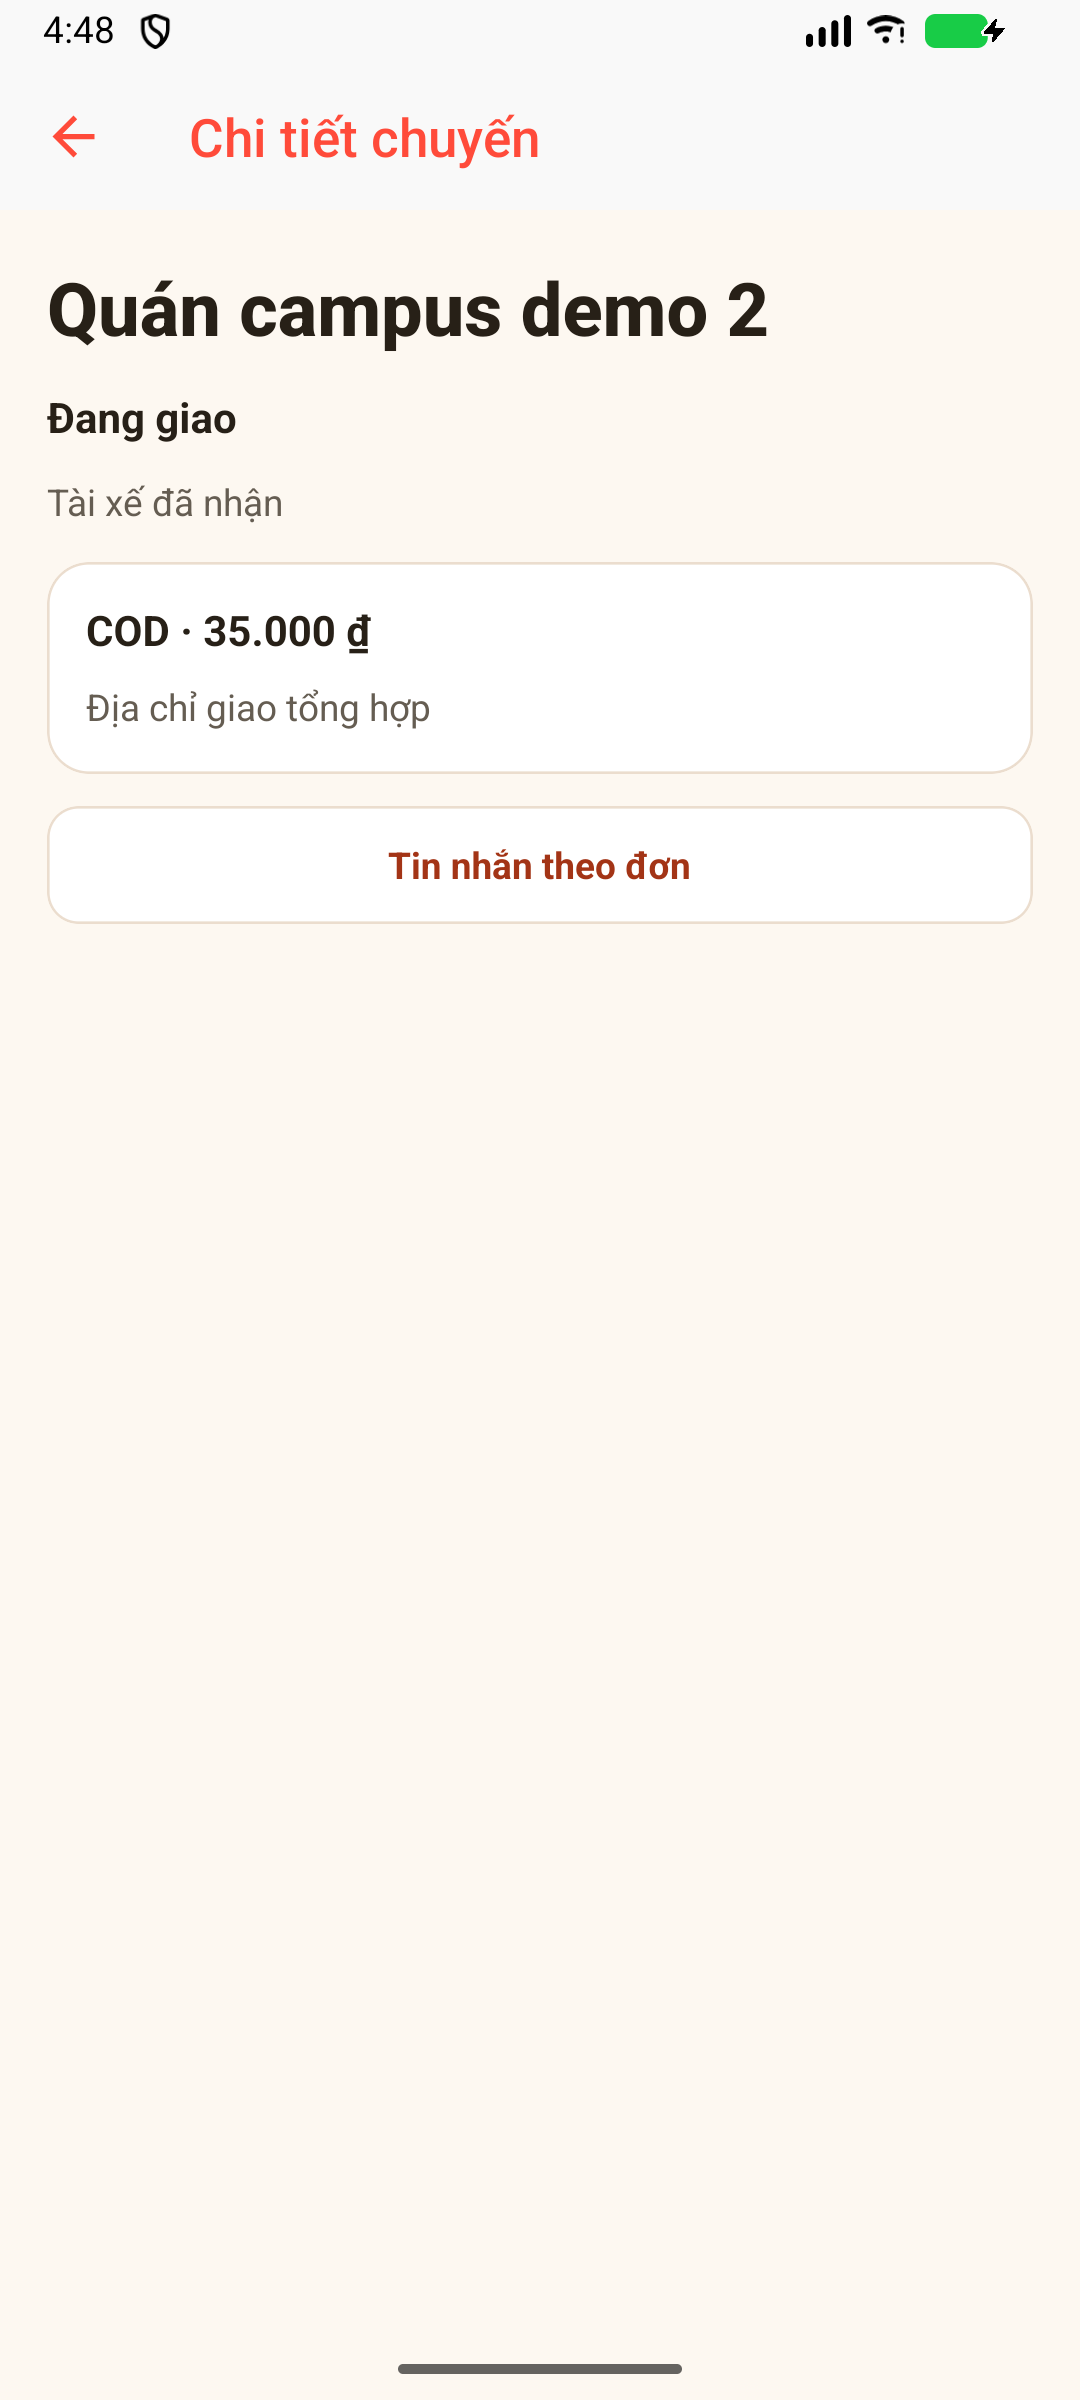 4:48
Chi tiết chuyến
Quán campus demo 2
Đang giao
Tài xế đã nhận
COD · 35.000 ₫
Địa chỉ giao tổng hợp
Tin nhắn theo đơn